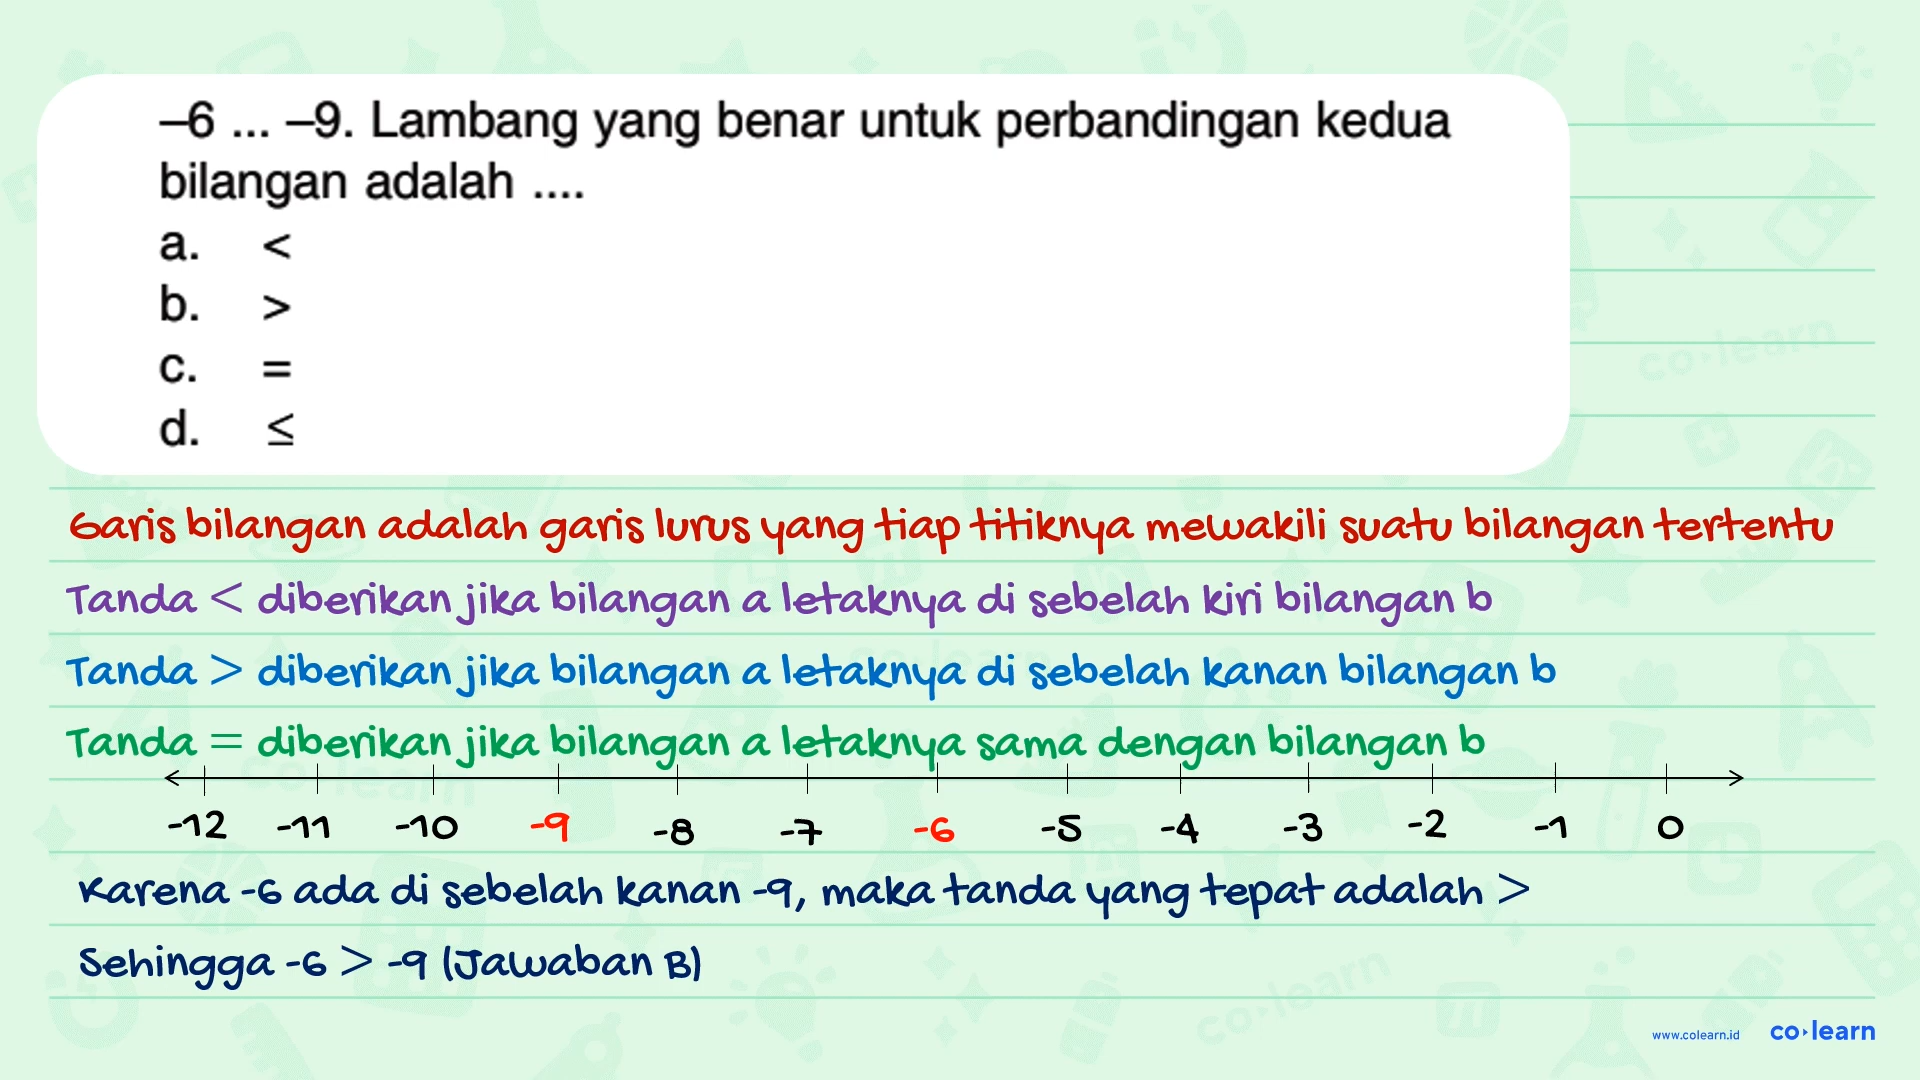 –6 ... –9. Lambang yang benar untuk perbandingan kedua
bilangan adalah ....
a. <
b. >
c. =
d. ≤
Garis bilangan adalah garis lurus yang tiap titiknya mewakili suatu bilangan tertentu
Tanda < diberikan jika bilangan a letaknya di sebelah kiri bilangan b
Tanda > diberikan jika bilangan a letaknya di sebelah kanan bilangan b
Tanda = diberikan jika bilangan a letaknya sama dengan bilangan b
-12 -11 -10 -9 -8 -7 -6 -5 -4 -3 -2 -1 0
Karena -6 ada di sebelah kanan -9, maka tanda yang tepat adalah >
Sehingga -6 > -9 (Jawaban B)
www.colearn.id co·learn